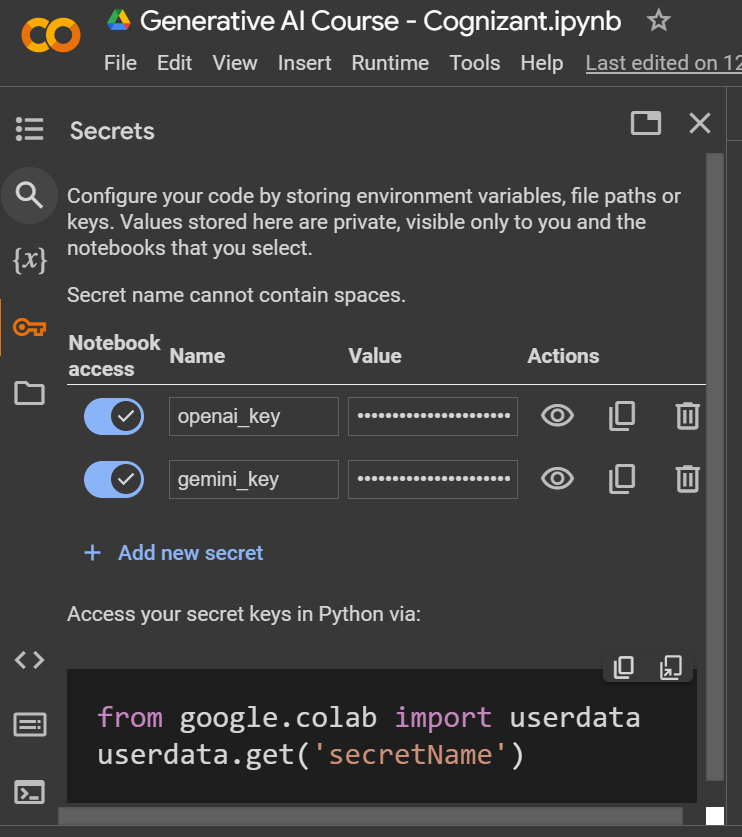 Generative AI Course - Cognizant.ipynb
File Edit View Insert Runtime Tools Help Last edited on 12
Secrets
Configure your code by storing environment variables, file paths or
keys. Values stored here are private, visible only to you and the
notebooks that you select.
Secret name cannot contain spaces.
Notebook access Name Value Actions
openai_key ••••••••••••••••••••••
gemini_key ••••••••••••••••••••••
+ Add new secret
Access your secret keys in Python via:
from google.colab import userdata
userdata.get('secretName')